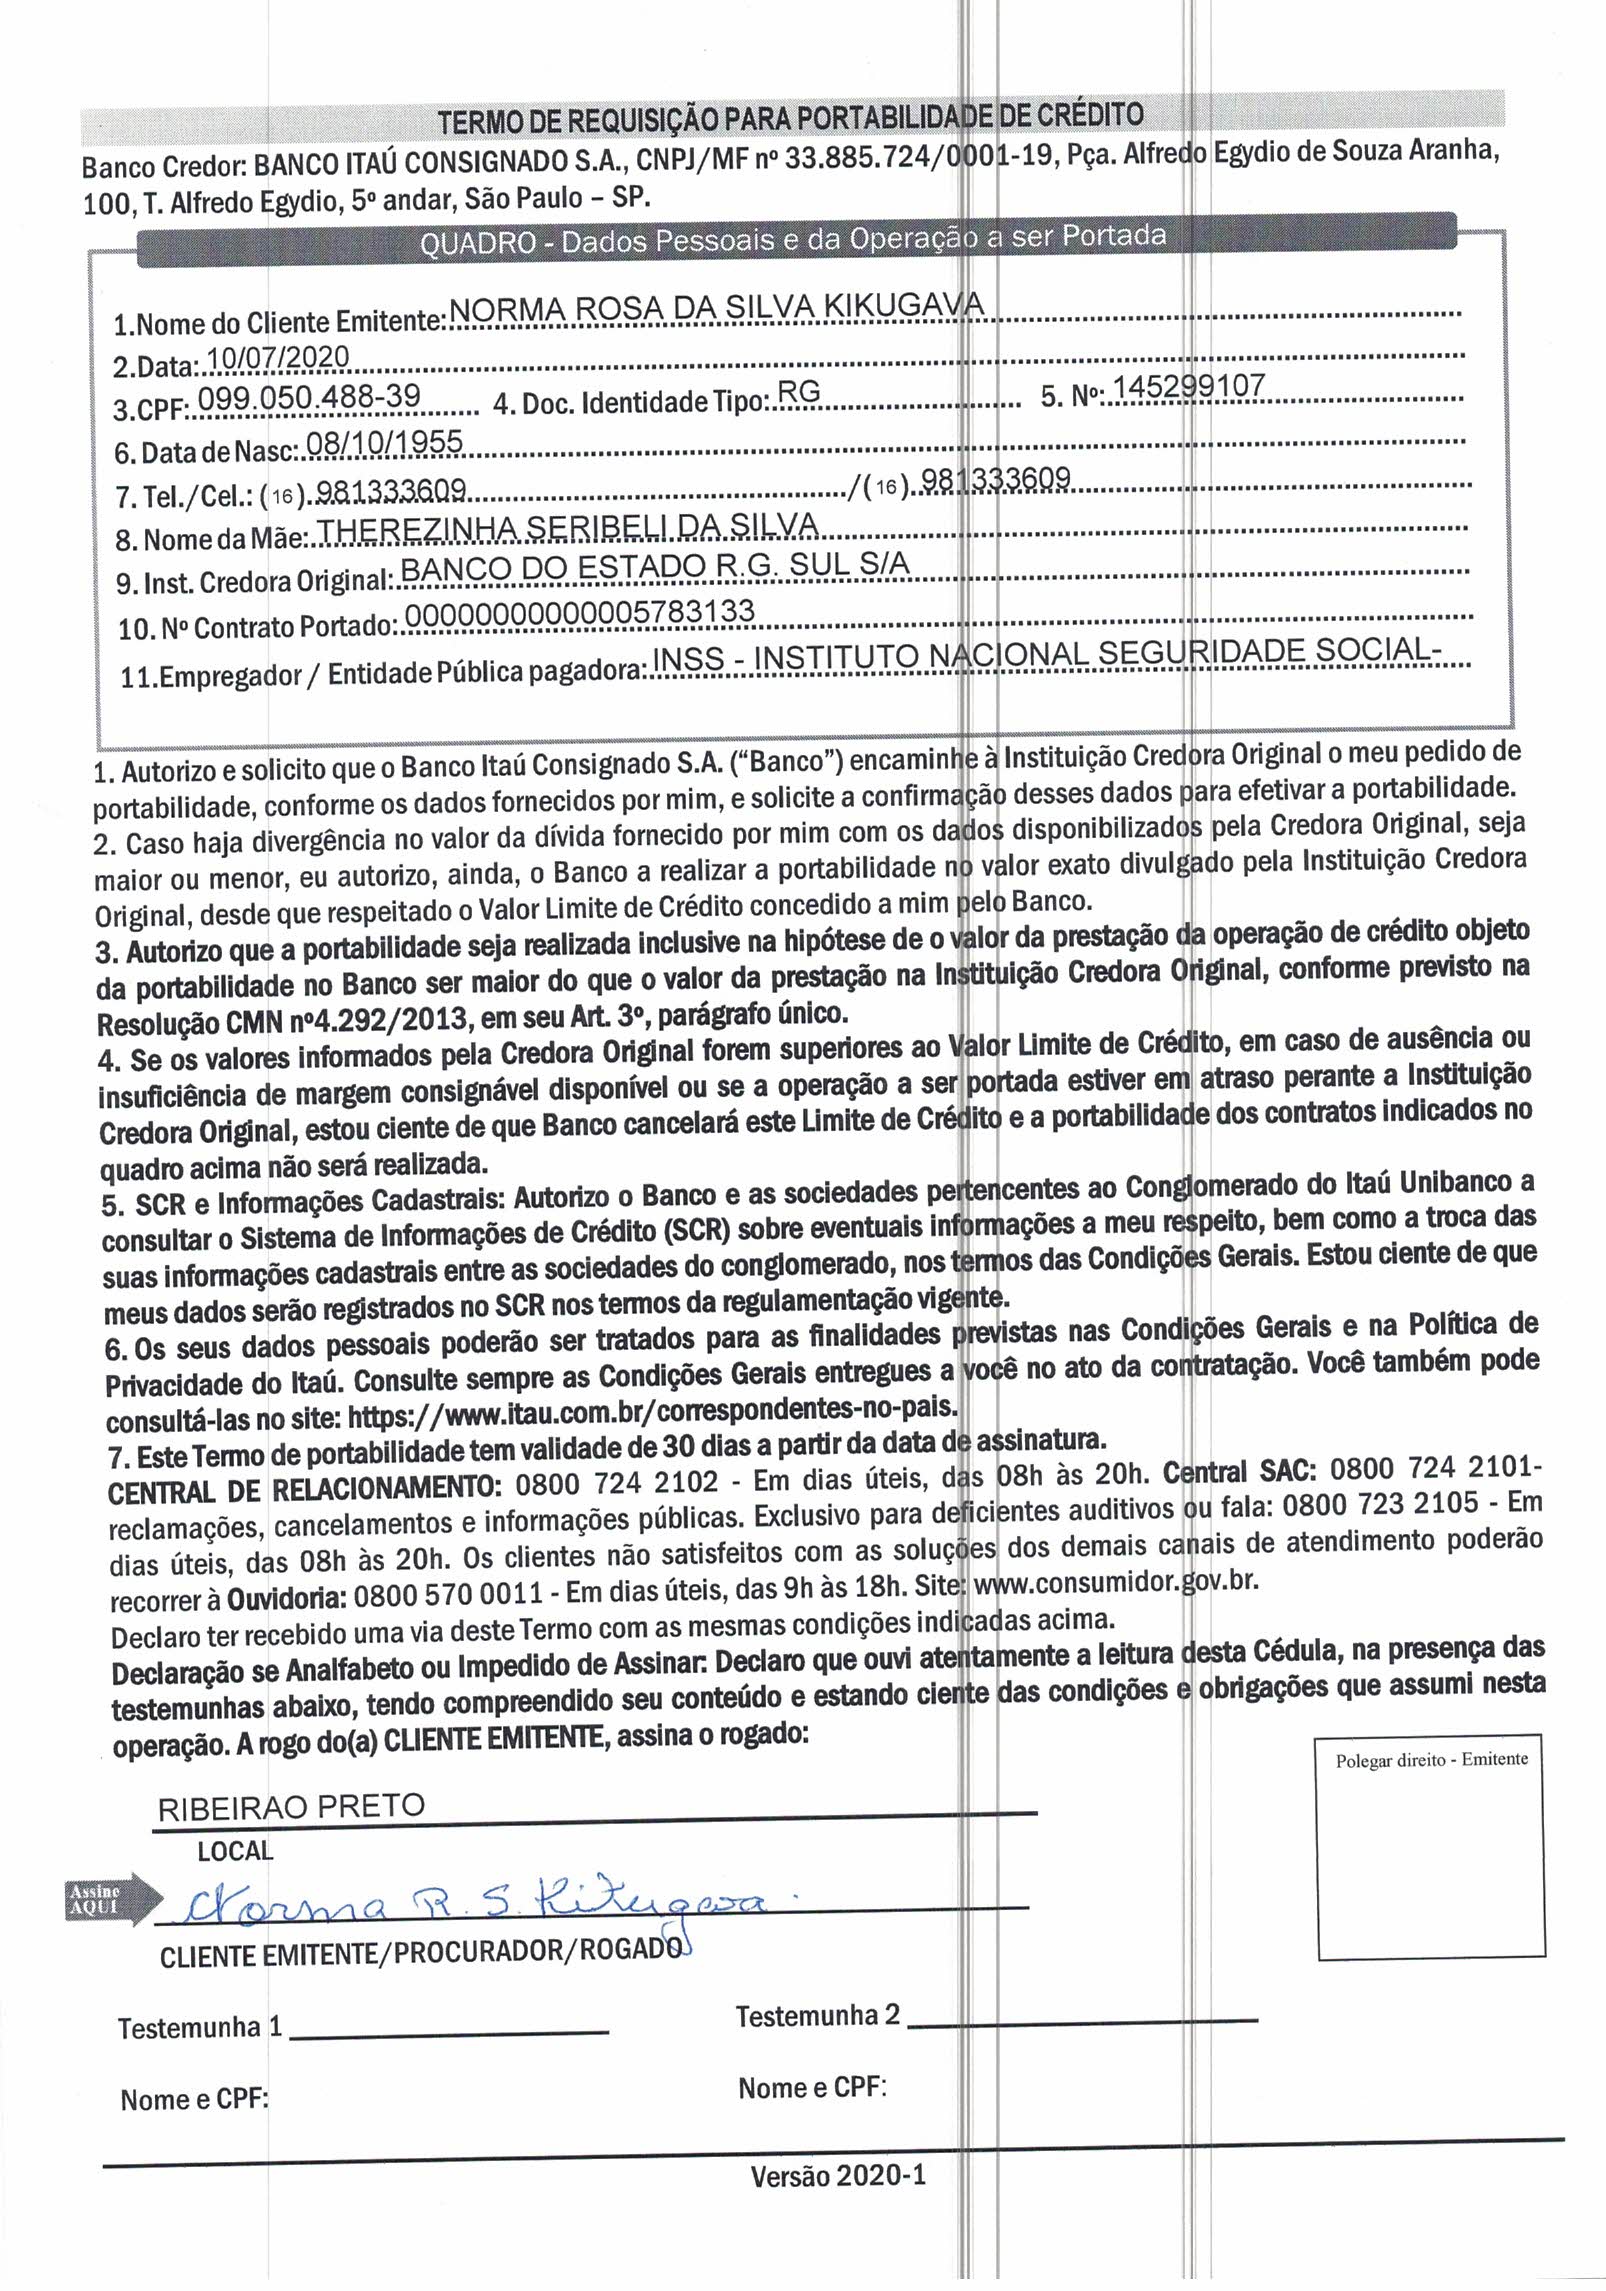 TERMO DE REQUISIÇÃO PARA PORTABILIDADE DE CRÉDITO
Banco Credor: BANCO ITAÚ CONSIGNADO S.A., CNPJ/MF nº 33.885.724/0001-19, Pça. Alfredo Egydio de Souza Aranha,
100, T. Alfredo Egydio, 5º andar, São Paulo – SP.
QUADRO - Dados Pessoais e da Operação a ser Portada
1.Nome do Cliente Emitente: NORMA ROSA DA SILVA KIKUGAVA
2.Data: 10/07/2020
3.CPF: 099.050.488-39 4. Doc. Identidade Tipo: RG 5. Nº: 145299107
6. Data de Nasc: 08/10/1955
7. Tel./Cel.: (16) 981333609 /(16) 981333609
8. Nome da Mãe: THEREZINHA SERIBELI DA SILVA
9. Inst. Credora Original: BANCO DO ESTADO R.G. SUL S/A
10. Nº Contrato Portado: 00000000000005783133
11.Empregador / Entidade Pública pagadora: INSS - INSTITUTO NACIONAL SEGURIDADE SOCIAL-
1. Autorizo e solicito que o Banco Itaú Consignado S.A. (“Banco”) encaminhe à Instituição Credora Original o meu pedido de
portabilidade, conforme os dados fornecidos por mim, e solicite a confirmação desses dados para efetivar a portabilidade.
2. Caso haja divergência no valor da dívida fornecido por mim com os dados disponibilizados pela Credora Original, seja
maior ou menor, eu autorizo, ainda, o Banco a realizar a portabilidade no valor exato divulgado pela Instituição Credora
Original, desde que respeitado o Valor Limite de Crédito concedido a mim pelo Banco.
3. Autorizo que a portabilidade seja realizada inclusive na hipótese de o valor da prestação da operação de crédito objeto
da portabilidade no Banco ser maior do que o valor da prestação na Instituição Credora Original, conforme previsto na
Resolução CMN nº4.292/2013, em seu Art. 3º, parágrafo único.
4. Se os valores informados pela Credora Original forem superiores ao Valor Limite de Crédito, em caso de ausência ou
insuficiência de margem consignável disponível ou se a operação a ser portada estiver em atraso perante a Instituição
Credora Original, estou ciente de que Banco cancelará este Limite de Crédito e a portabilidade dos contratos indicados no
quadro acima não será realizada.
5. SCR e Informações Cadastrais: Autorizo o Banco e as sociedades pertencentes ao Conglomerado do Itaú Unibanco a
consultar o Sistema de Informações de Crédito (SCR) sobre eventuais informações a meu respeito, bem como a troca das
suas informações cadastrais entre as sociedades do conglomerado, nos termos das Condições Gerais. Estou ciente de que
meus dados serão registrados no SCR nos termos da regulamentação vigente.
6. Os seus dados pessoais poderão ser tratados para as finalidades previstas nas Condições Gerais e na Política de
Privacidade do Itaú. Consulte sempre as Condições Gerais entregues a você no ato da contratação. Você também pode
consultá-las no site: https://www.itau.com.br/correspondentes-no-pais.
7. Este Termo de portabilidade tem validade de 30 dias a partir da data de assinatura.
CENTRAL DE RELACIONAMENTO: 0800 724 2102 - Em dias úteis, das 08h às 20h. Central SAC: 0800 724 2101-
reclamações, cancelamentos e informações públicas. Exclusivo para deficientes auditivos ou fala: 0800 723 2105 - Em
dias úteis, das 08h às 20h. Os clientes não satisfeitos com as soluções dos demais canais de atendimento poderão
recorrer à Ouvidoria: 0800 570 0011 - Em dias úteis, das 9h às 18h. Site: www.consumidor.gov.br.
Declaro ter recebido uma via deste Termo com as mesmas condições indicadas acima.
Declaração se Analfabeto ou Impedido de Assinar: Declaro que ouvi atentamente a leitura desta Cédula, na presença das
testemunhas abaixo, tendo compreendido seu conteúdo e estando ciente das condições e obrigações que assumi nesta
operação. A rogo do(a) CLIENTE EMITENTE, assina o rogado:
Polegar direito - Emitente
RIBEIRAO PRETO
LOCAL
Assine
AQUI
Norma R. S. Kikugava
CLIENTE EMITENTE/PROCURADOR/ROGADO
Testemunha 1 Testemunha 2
Nome e CPF: Nome e CPF:
Versão 2020-1